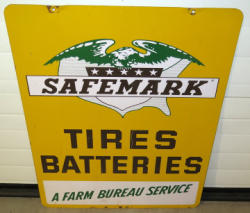 SAFEMARK
TIRES
BATTERIES
A FARM BUREAU SERVICE